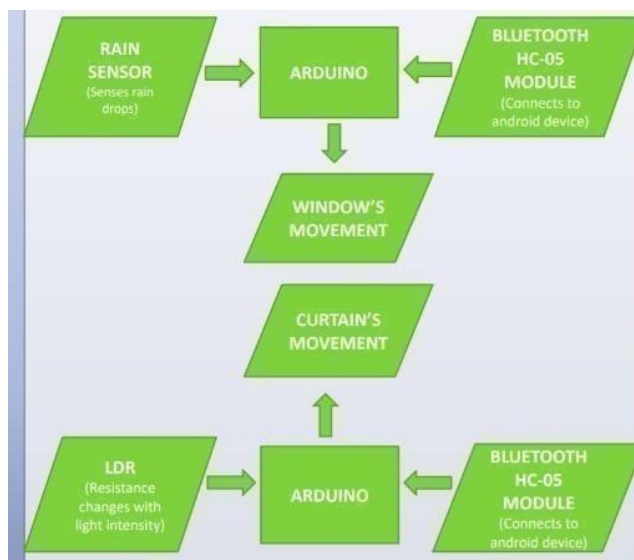 RAIN
SENSOR
(Senses rain
drops)
ARDUINO
BLUETOOTH
HC-05
MODULE
(Connects to
android device)
WINDOW'S
MOVEMENT
CURTAIN'S
MOVEMENT
LDR
(Resistance
changes with
light intensity)
ARDUINO
BLUETOOTH
HC-05
MODULE
(Connects to
android device)